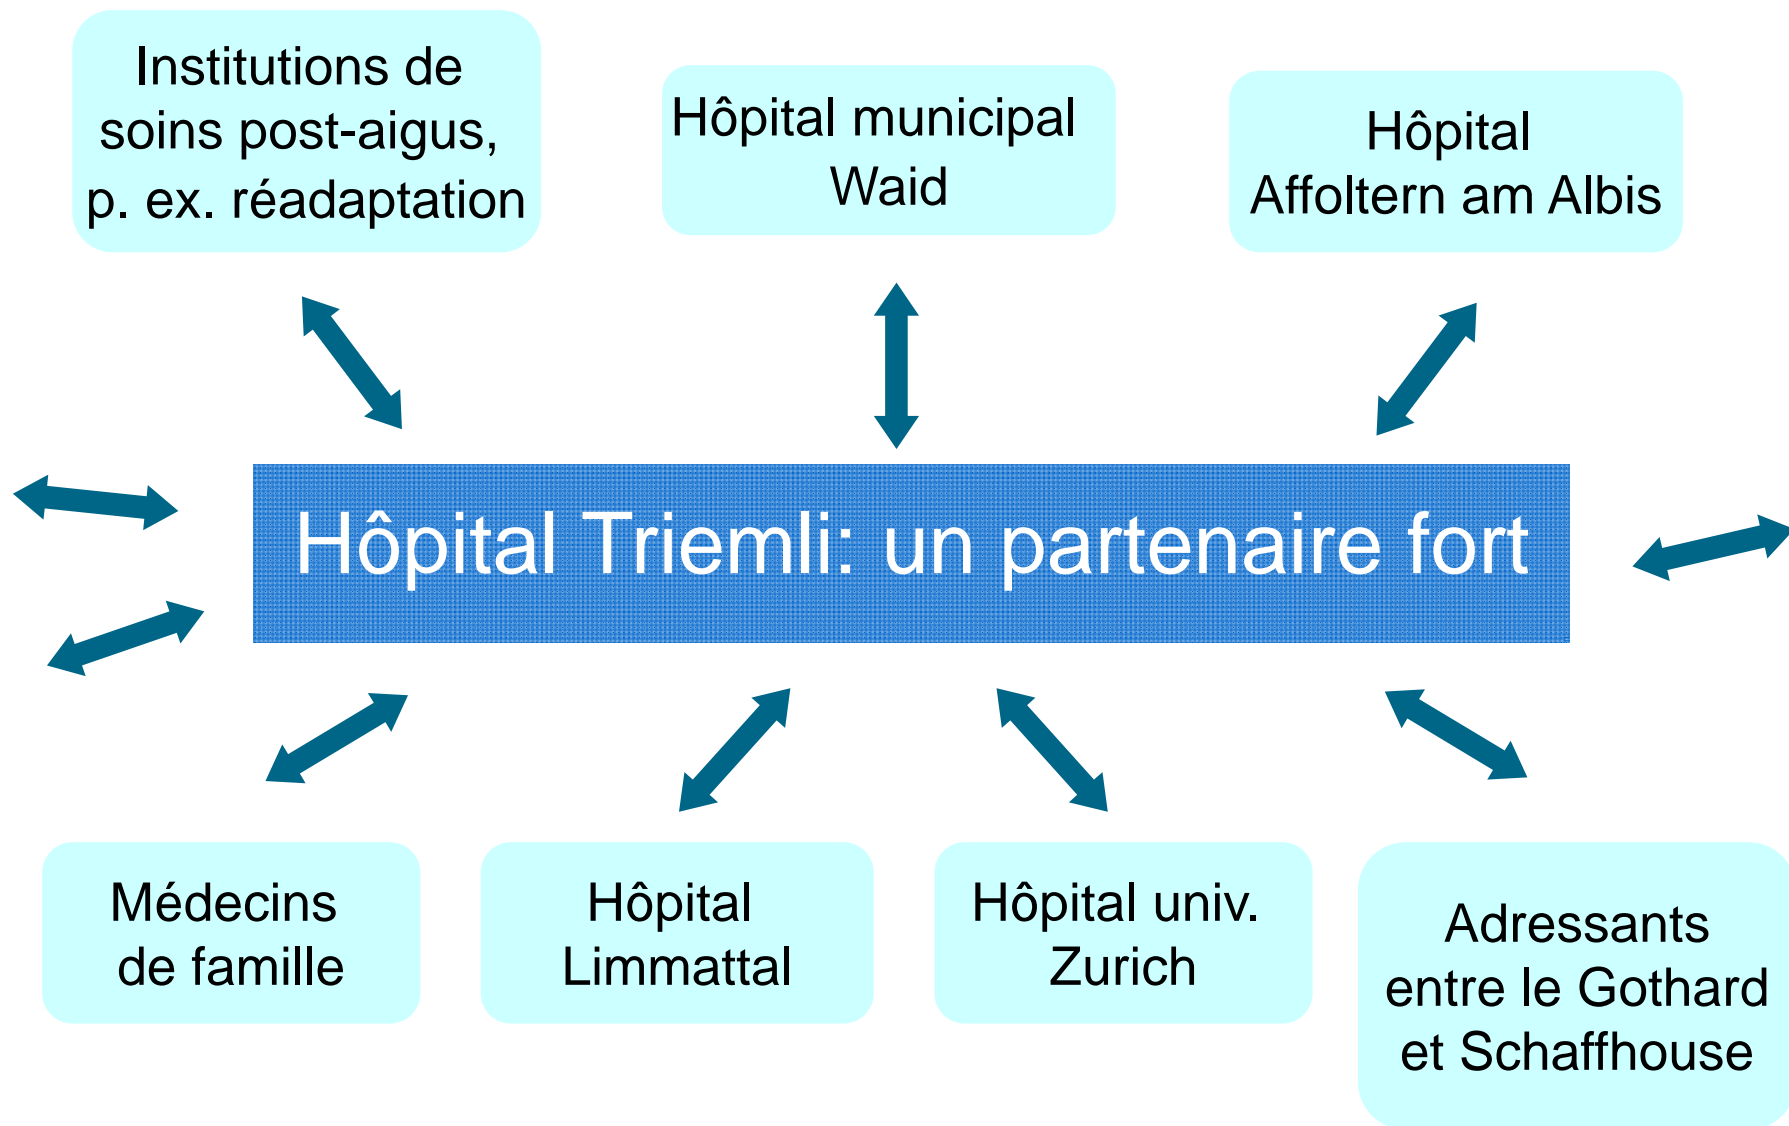 Institutions de
soins post-aigus,
p. ex. réadaptation
Hôpital municipal
Waid
Hôpital
Affoltern am Albis
Hôpital Triemli: un partenaire fort
Médecins
de famille
Hôpital
Limmattal
Hôpital univ.
Zurich
Adressants
entre le Gothard
et Schaffhouse